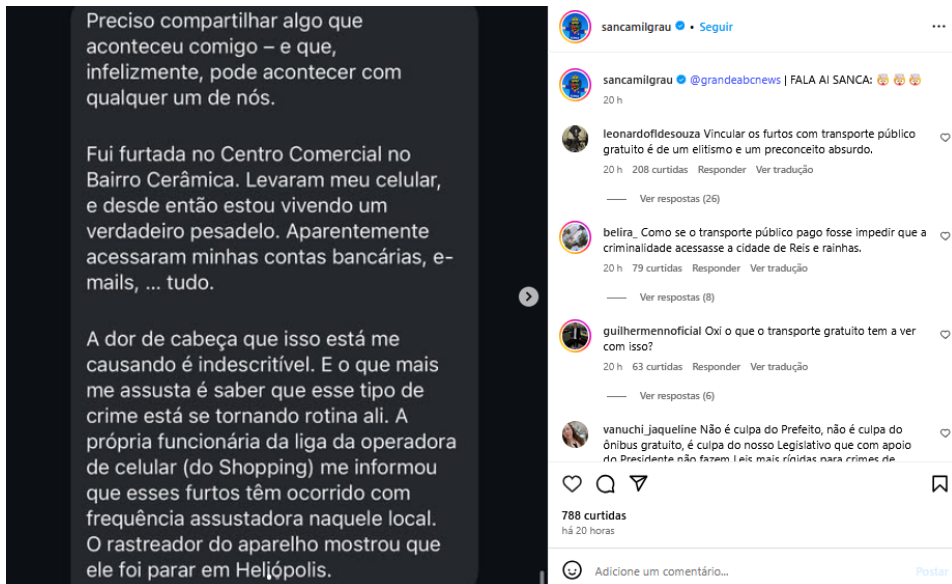 Preciso compartilhar algo que
aconteceu comigo – e que,
infelizmente, pode acontecer com
qualquer um de nós.
Fui furtada no Centro Comercial no
Bairro Cerâmica. Levaram meu celular,
e desde então estou vivendo um
verdadeiro pesadelo. Aparentemente
acessaram minhas contas bancárias, e-
mails, ... tudo.
A dor de cabeça que isso está me
causando é indescritível. E o que mais
me assusta é saber que esse tipo de
crime está se tornando rotina ali. A
própria funcionária da liga da operadora
de celular (do Shopping) me informou
que esses furtos têm ocorrido com
frequência assustadora naquele local.
O rastreador do aparelho mostrou que
ele foi parar em Heliópolis.
sancamilgrau • Seguir
sancamilgrau @grandeabcnews | FALA AI SANCA: 🤯 🤯 🤯
20 h
leonardofldesouza Vincular os furtos com transporte público
gratuito é de um elitismo e um preconceito absurdo.
20 h 208 curtidas Responder Ver tradução
Ver respostas (26)
belira_ Como se o transporte público pago fosse impedir que a
criminalidade acessasse a cidade de Reis e rainhas.
20 h 79 curtidas Responder Ver tradução
Ver respostas (8)
guilhermennoficial Oxi o que o transporte gratuito tem a ver
com isso?
20 h 63 curtidas Responder Ver tradução
Ver respostas (6)
vanuchi_jaqueline Não é culpa do Prefeito, não é culpa do
ônibus gratuito, é culpa do nosso Legislativo que com apoio
do Presidente não fazem Leis mais rígidas para crimes de
788 curtidas
há 20 horas
Adicione um comentário...
Postar